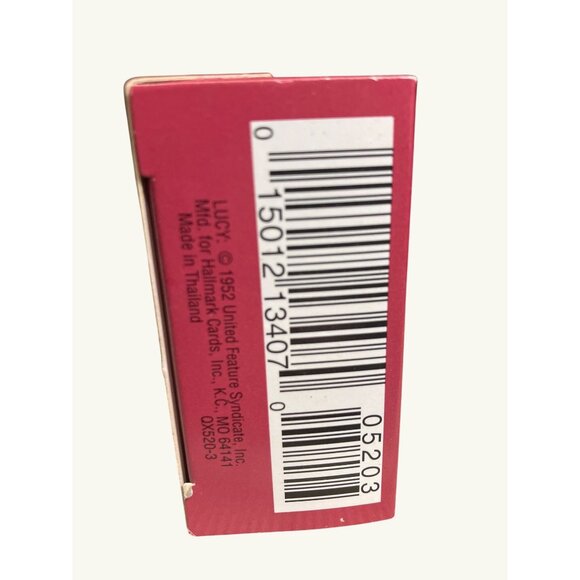 05203
0 15012 13407 0
LUCY: © 1952 United Feature Syndicate, Inc.
Mfd. for Hallmark Cards, Inc., K.C., MO 64141
Made in Thailand
QX520-3